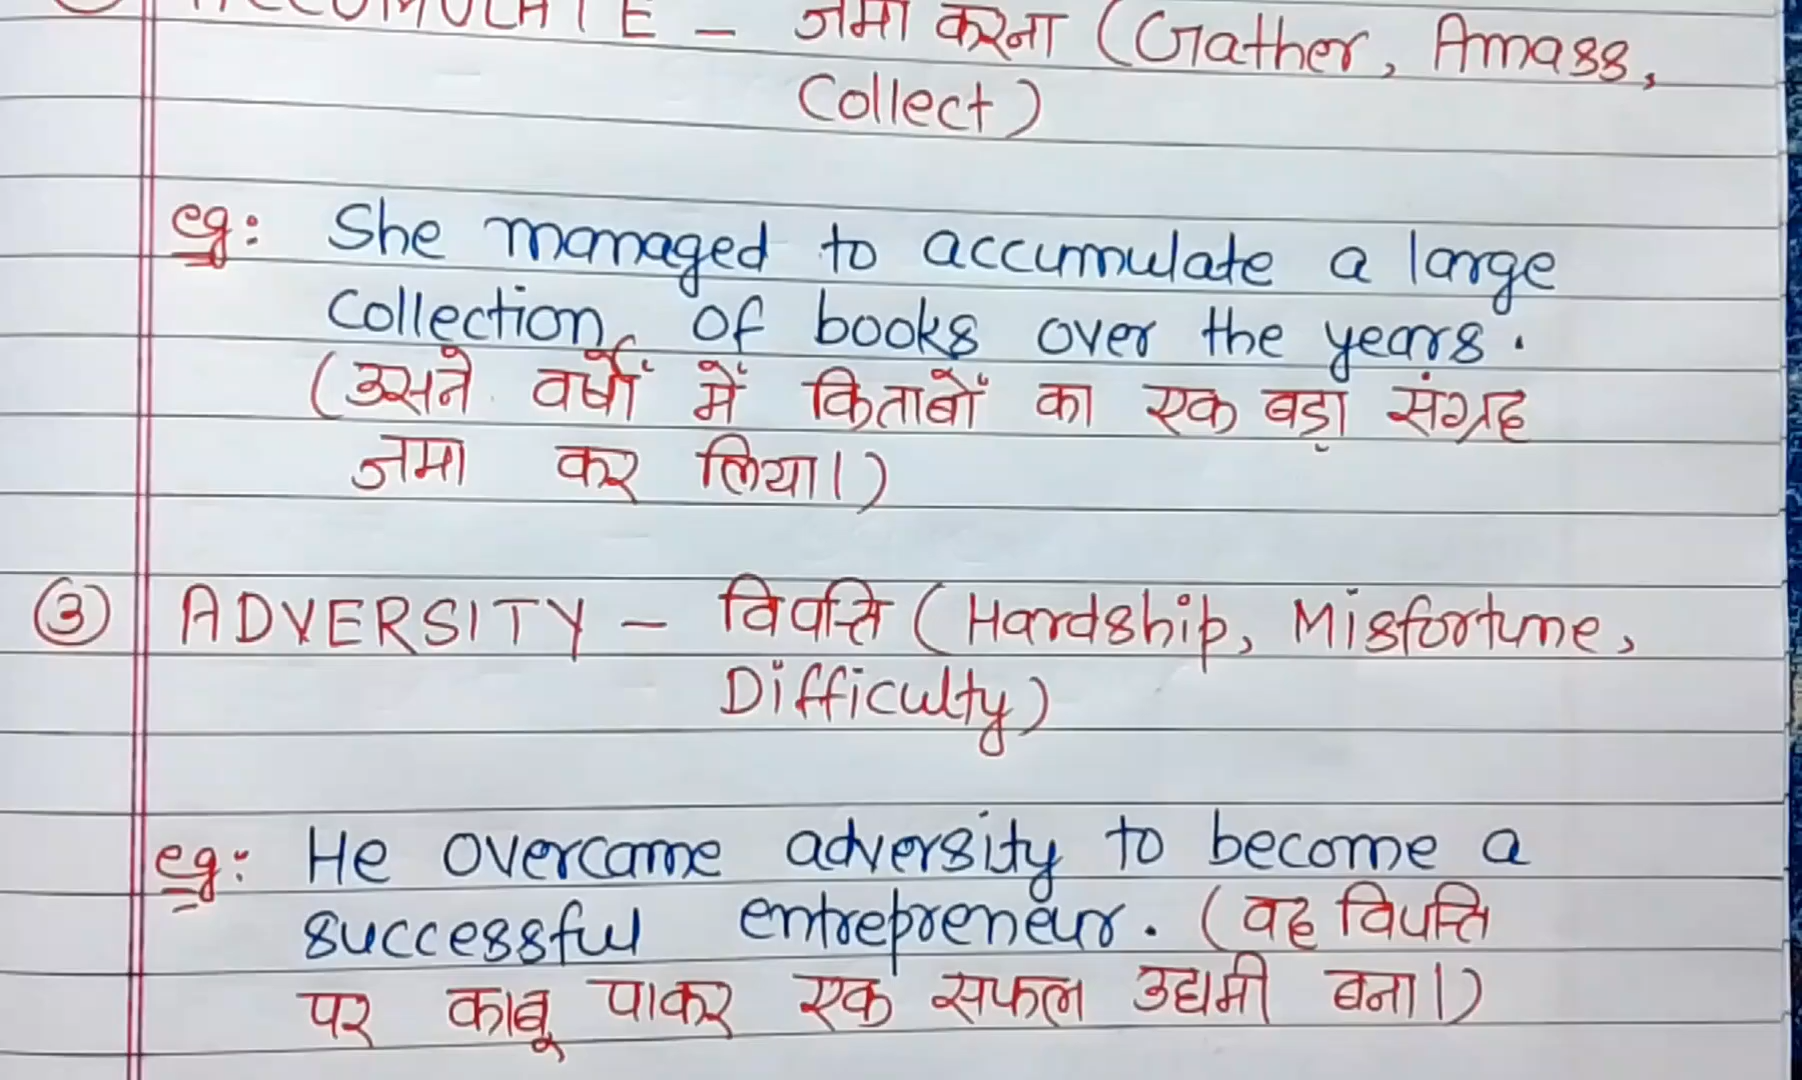 ACCUMULATE - जमा करना (Gather, Amass,
Collect)
eg: She managed to accumulate a large
collection of books over the years.
(उसने वर्षों में किताबों का एक बड़ा संग्रह
जमा कर लिया।)
③ ADVERSITY - विपत्ति (Hardship, Misfortune,
Difficulty)
eg: He overcame adversity to become a
successful entrepreneur. (वह विपत्ति
पर काबू पाकर एक सफल उद्यमी बना।)